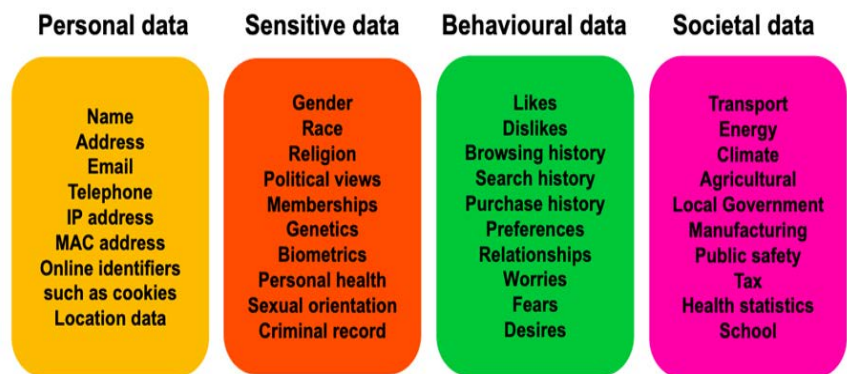 Personal data
Name
Address
Email
Telephone
IP address
MAC address
Online identifiers
such as cookies
Location data
Sensitive data
Gender
Race
Religion
Political views
Memberships
Genetics
Biometrics
Personal health
Sexual orientation
Criminal record
Behavioural data
Likes
Dislikes
Browsing history
Search history
Purchase history
Preferences
Relationships
Worries
Fears
Desires
Societal data
Transport
Energy
Climate
Agricultural
Local Government
Manufacturing
Public safety
Tax
Health statistics
School